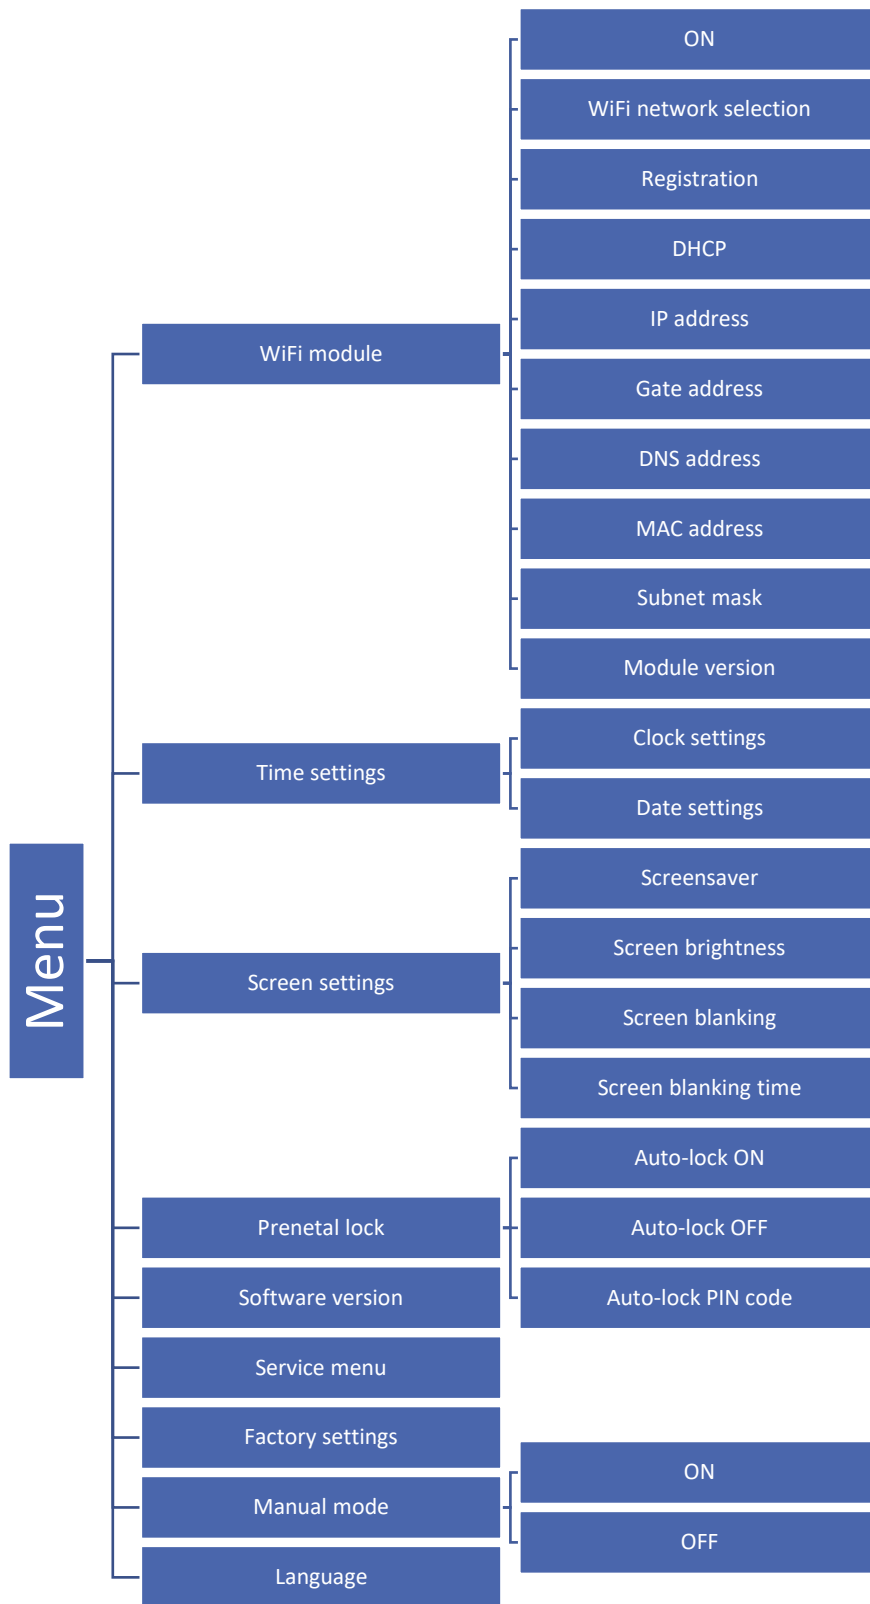 Menu
WiFi module
ON
WiFi network selection
Registration
DHCP
IP address
Gate address
DNS address
MAC address
Subnet mask
Module version
Time settings
Clock settings
Date settings
Screen settings
Screensaver
Screen brightness
Screen blanking
Screen blanking time
Prenetal lock
Auto-lock ON
Auto-lock OFF
Auto-lock PIN code
Software version
Service menu
Factory settings
Manual mode
ON
OFF
Language